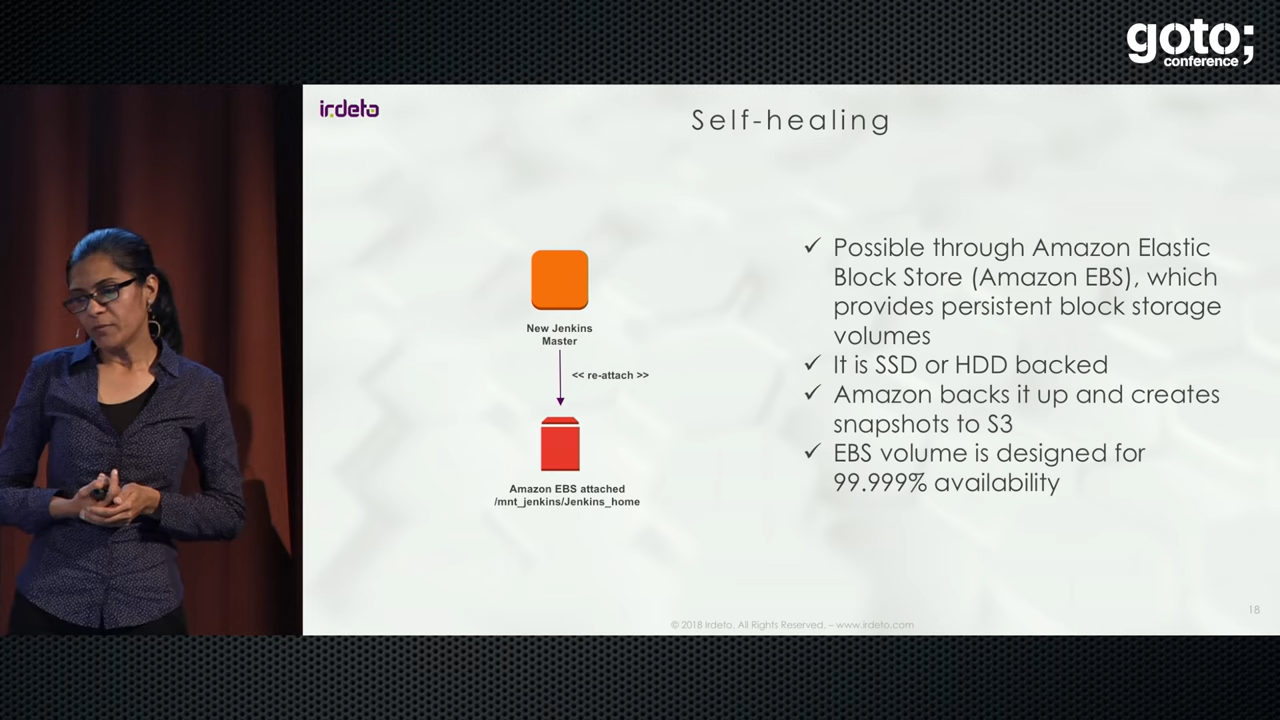 goto;
conference
irdeto
Self-healing
New Jenkins
Master
<< re-attach >>
Amazon EBS attached
/mnt_jenkins/Jenkins_home
✓ Possible through Amazon Elastic
Block Store (Amazon EBS), which
provides persistent block storage
volumes
✓ It is SSD or HDD backed
✓ Amazon backs it up and creates
snapshots to S3
✓ EBS volume is designed for
99.999% availability
18
© 2018 Irdeto. All Rights Reserved. – www.irdeto.com